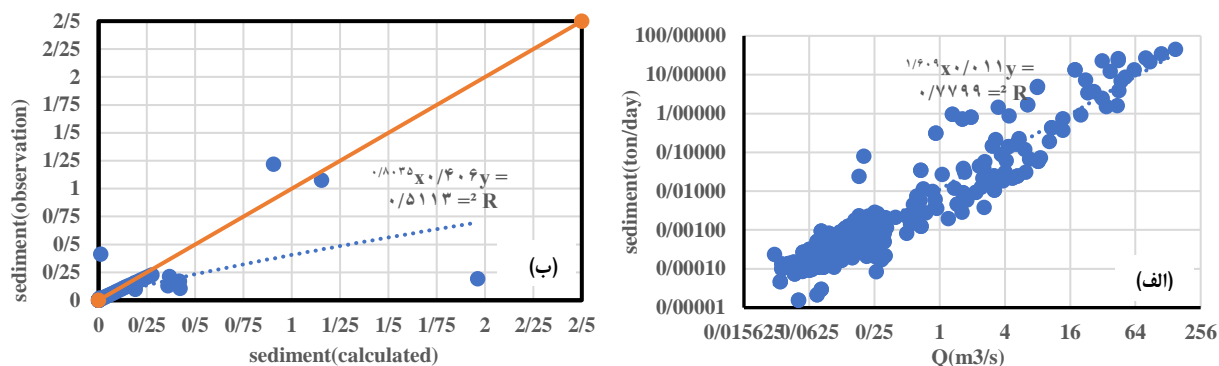 sediment(observation)
2/5
2/25
2
1/75
1/5
1/25
1
0/75
0/5
0/25
0
۰/۸۰۳۵x۰/۴۰۶y =
۰/۵۱۱۳ =² R
(ب)
0 0/25 0/5 0/75 1 1/25 1/5 1/75 2 2/25 2/5
sediment(calculated)
sediment(ton/day)
100/00000
10/00000
1/00000
0/10000
0/01000
0/00100
0/00010
0/00001
۱/۶۰۹x۰/۰۱۱y =
۰/۷۷۹۹ =² R
(الف)
0/015625 0/0625 0/25 1 4 16 64 256
Q(m3/s)